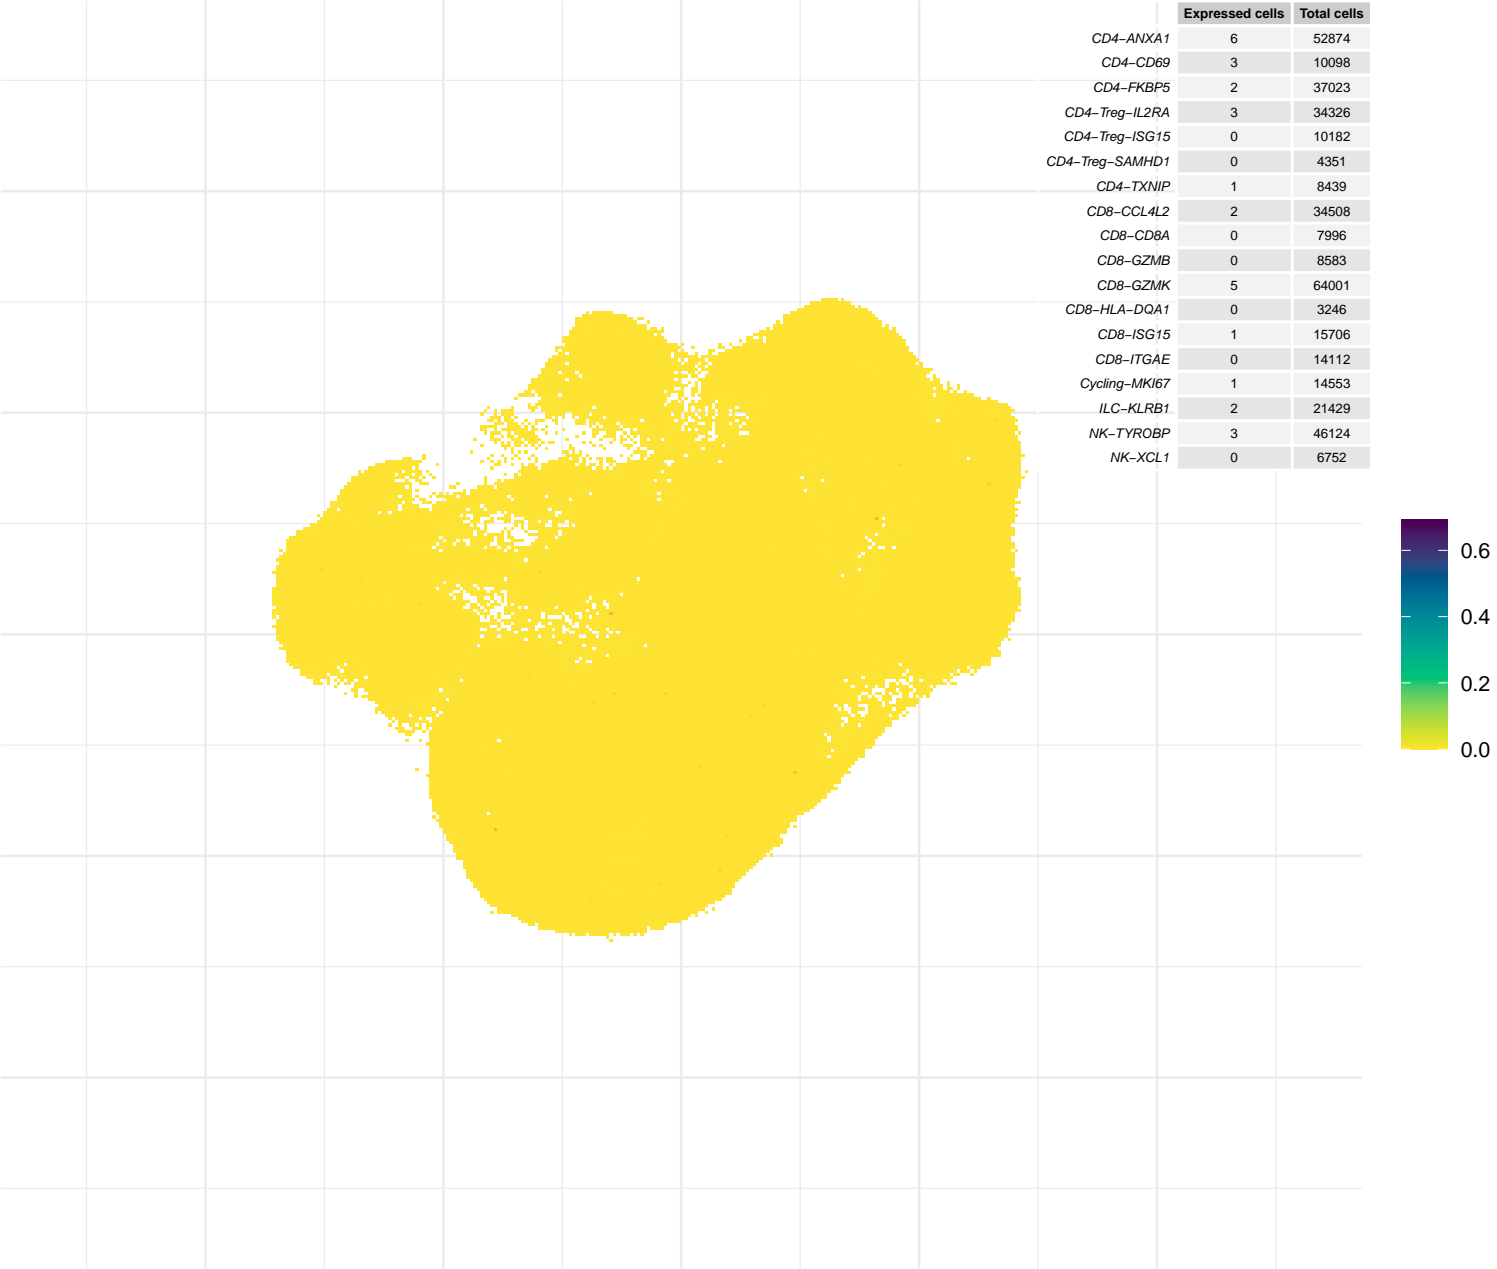 Expressed cells Total cells
CD4−ANXA1 6 52874
CD4−CD69 3 10098
CD4−FKBP5 2 37023
CD4−Treg−IL2RA 3 34326
CD4−Treg−ISG15 0 10182
CD4−Treg−SAMHD1 0 4351
CD4−TXNIP 1 8439
CD8−CCL4L2 2 34508
CD8−CD8A 0 7996
CD8−GZMB 0 8583
CD8−GZMK 5 64001
CD8−HLA−DQA1 0 3246
CD8−ISG15 1 15706
CD8−ITGAE 0 14112
Cycling−MKI67 1 14553
ILC−KLRB1 2 21429
NK−TYROBP 3 46124
NK−XCL1 0 6752
0.6
0.4
0.2
0.0